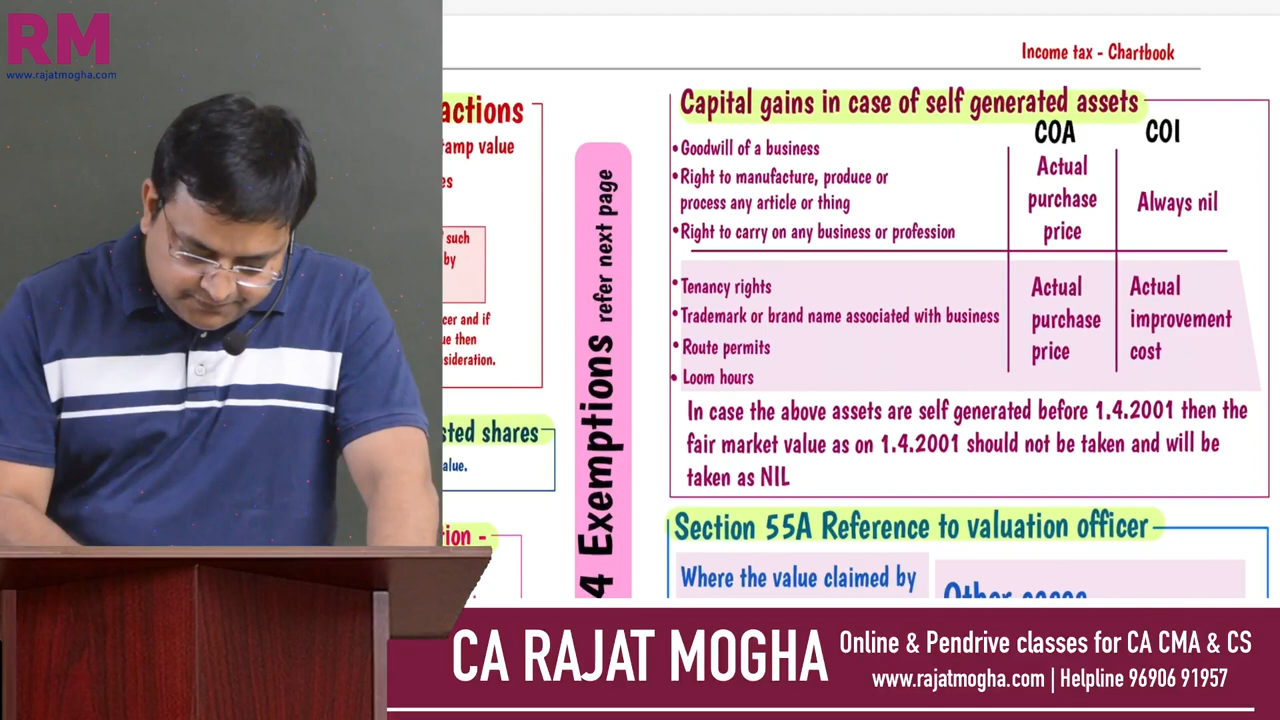 RM
www.rajatmogha.com
Income tax - Chartbook
actions
amp value
es
such
by
cer and if
ue then
sideration.
sted shares
alue.
tion -
4 Exemptions refer next page
Capital gains in case of self generated assets
COA COI
• Goodwill of a business
• Right to manufacture, produce or
process any article or thing
• Right to carry on any business or profession
Actual
purchase
price
Always nil
• Tenancy rights
• Trademark or brand name associated with business
• Route permits
• Loom hours
Actual
purchase
price
Actual
improvement
cost
In case the above assets are self generated before 1.4.2001 then the
fair market value as on 1.4.2001 should not be taken and will be
taken as NIL
Section 55A Reference to valuation officer
Where the value claimed by
Other cases
CA RAJAT MOGHA
Online & Pendrive classes for CA CMA & CS
www.rajatmogha.com | Helpline 96906 91957